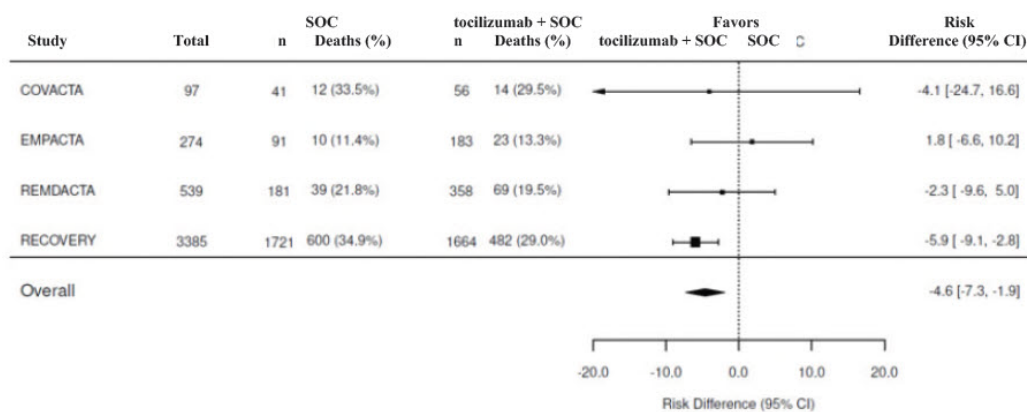 SOC tocilizumab + SOC Favors Risk
Study Total n Deaths (%) n Deaths (%) tocilizumab + SOC SOC Difference (95% CI)
COVACTA 97 41 12 (33.5%) 56 14 (29.5%) -4.1 [-24.7, 16.6]
EMPACTA 274 91 10 (11.4%) 183 23 (13.3%) 1.8 [ -6.6, 10.2]
REMDACTA 539 181 39 (21.8%) 358 69 (19.5%) -2.3 [ -9.6, 5.0]
RECOVERY 3385 1721 600 (34.9%) 1664 482 (29.0%) -5.9 [ -9.1, -2.8]
Overall -4.6 [-7.3, -1.9]
-20.0 -10.0 0.0 10.0 20.0
Risk Difference (95% CI)